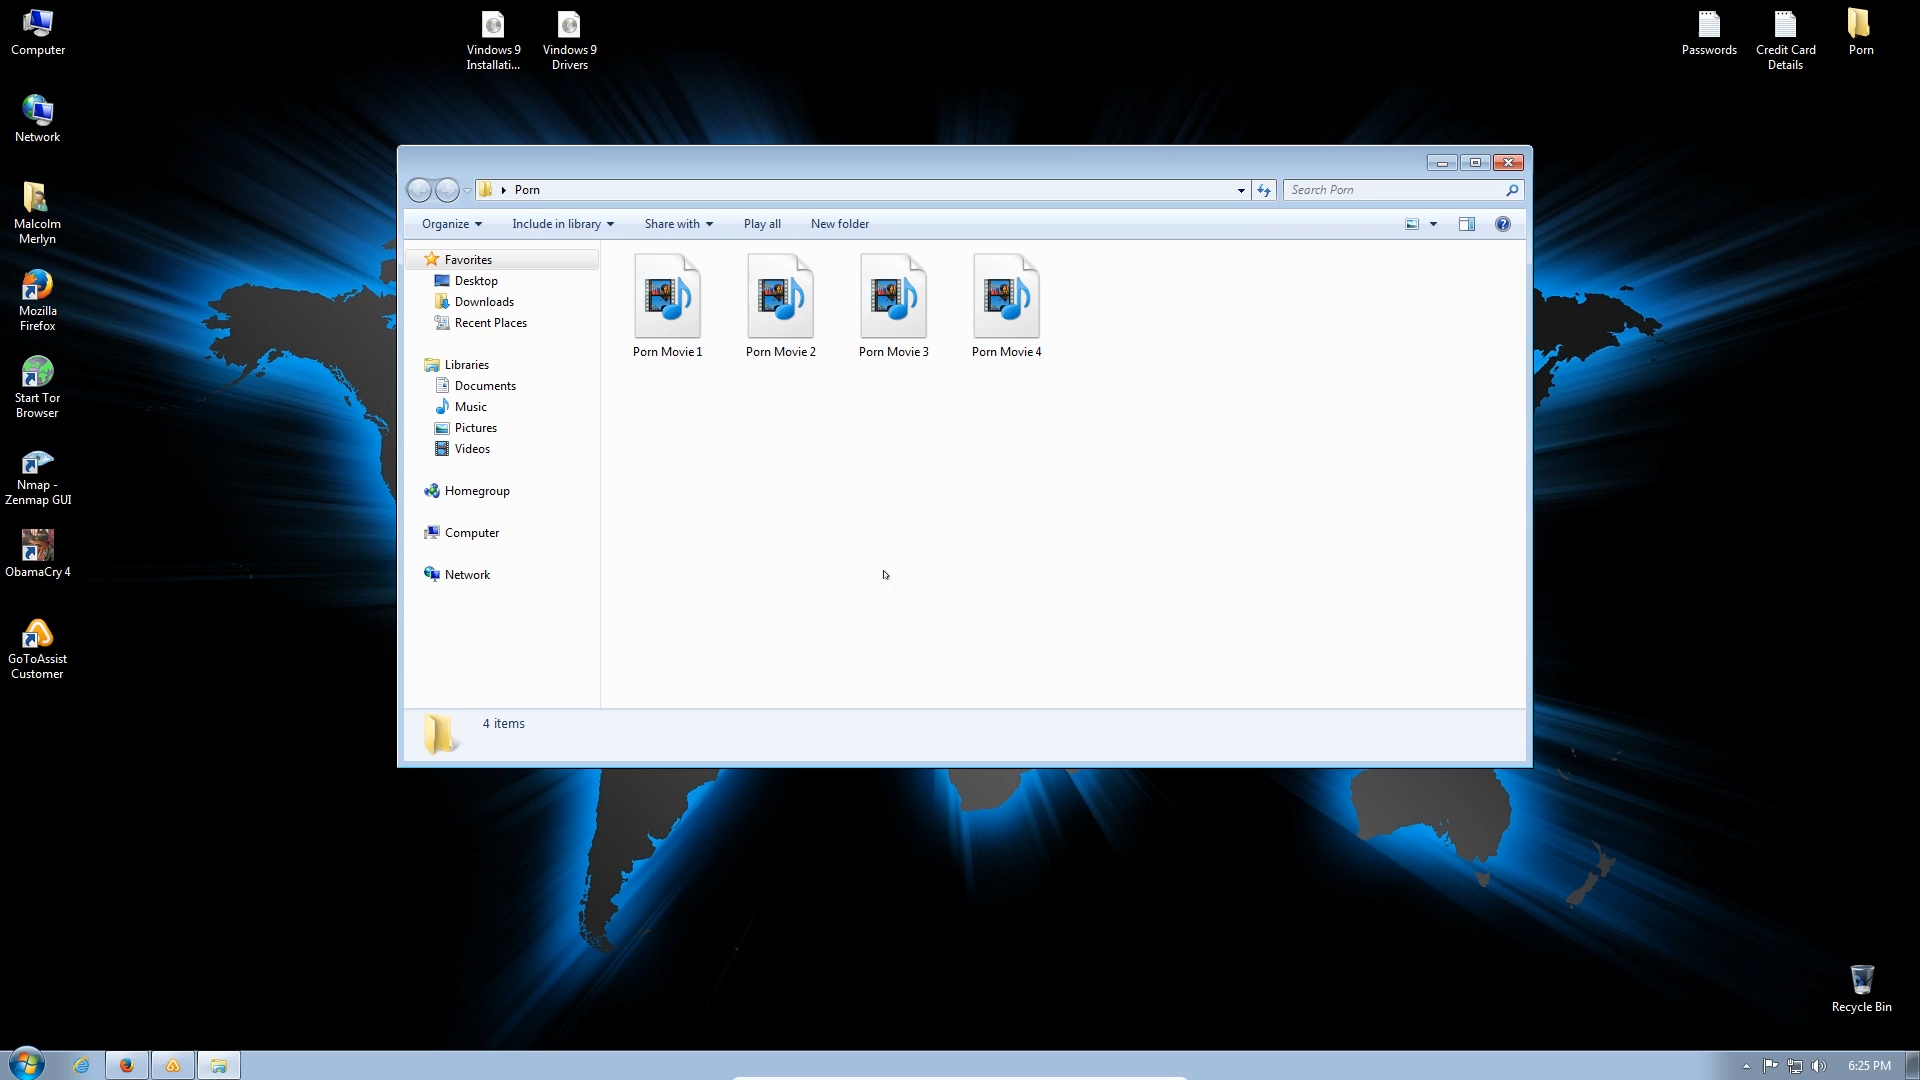 Computer
Vindows 9
Installati...
Vindows 9
Drivers
Passwords
Credit Card
Details
Porn
Network
Malcolm
Merlyn
Mozilla
Firefox
Start Tor
Browser
Nmap -
Zenmap GUI
ObamaCry 4
GoToAssist
Customer
Porn
Search Porn
Organize
Include in library
Share with
Play all
New folder
Favorites
Desktop
Downloads
Recent Places
Libraries
Documents
Music
Pictures
Videos
Homegroup
Computer
Network
Porn Movie 1
Porn Movie 2
Porn Movie 3
Porn Movie 4
4 items
Recycle Bin
6:25 PM